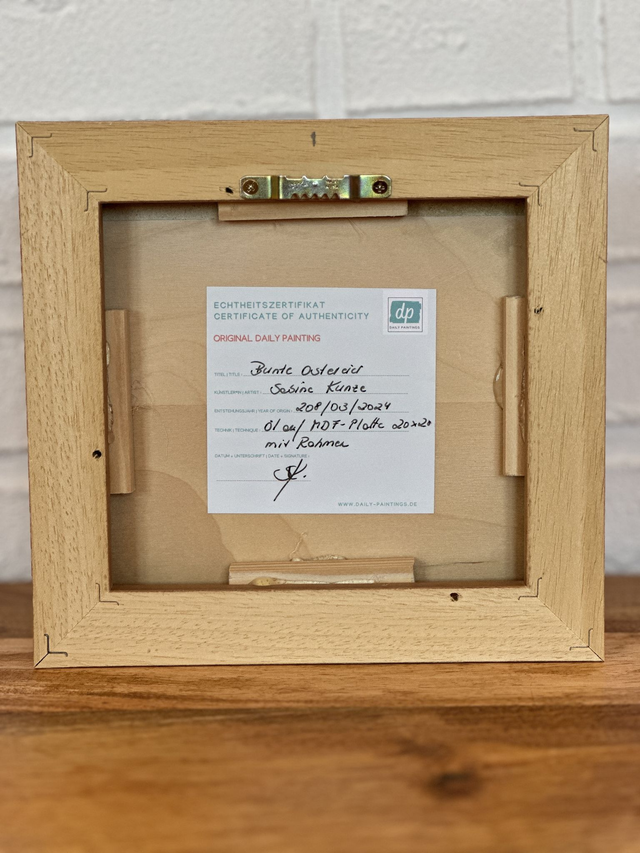 ECHTHEITSZERTIFIKAT
CERTIFICATE OF AUTHENTICITY
dp
DAILY PAINTINGS
ORIGINAL DAILY PAINTING
TITEL | TITLE: Bunte Ostereier
KÜNSTLER*IN | ARTIST: Sabine Kunze
ENTSTEHUNGSJAHR | YEAR OF ORIGIN: 208/03/2024
TECHNIK | TECHNIQUE: Öl auf MDF-Platte 20x20
mit Rahmen
DATUM + UNTERSCHRIFT | DATE + SIGNATURE:
WWW.DAILY-PAINTINGS.DE